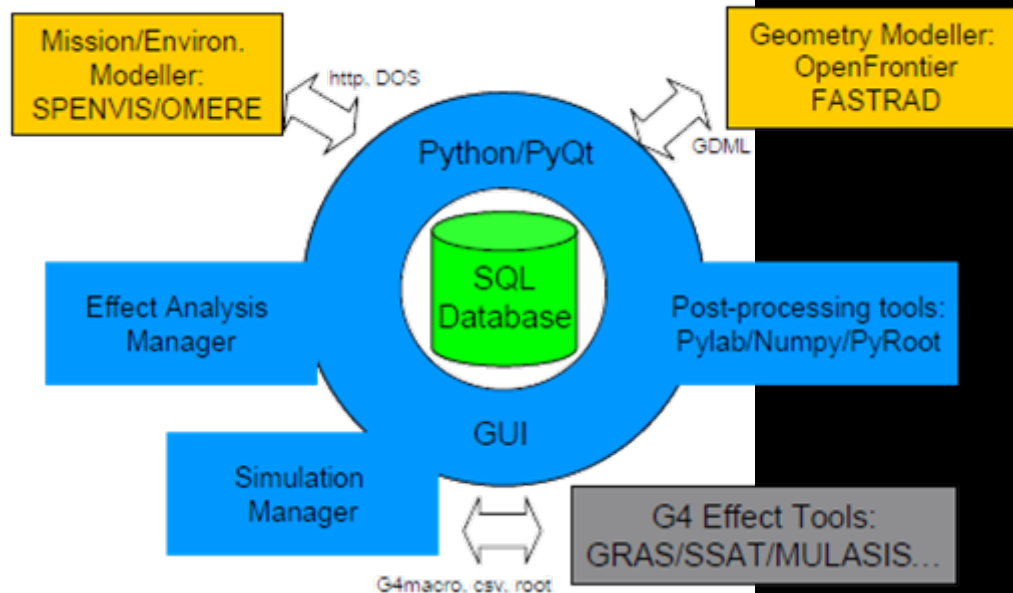 Mission/Environ.
Modeller:
SPENVIS/OMERE
http, DOS
Geometry Modeller:
OpenFrontier
FASTRAD
GDML
Python/PyQt
SQL
Database
Effect Analysis
Manager
Post-processing tools:
Pylab/Numpy/PyRoot
GUI
Simulation
Manager
G4 Effect Tools:
GRAS/SSAT/MULASIS...
G4macro, csv, root